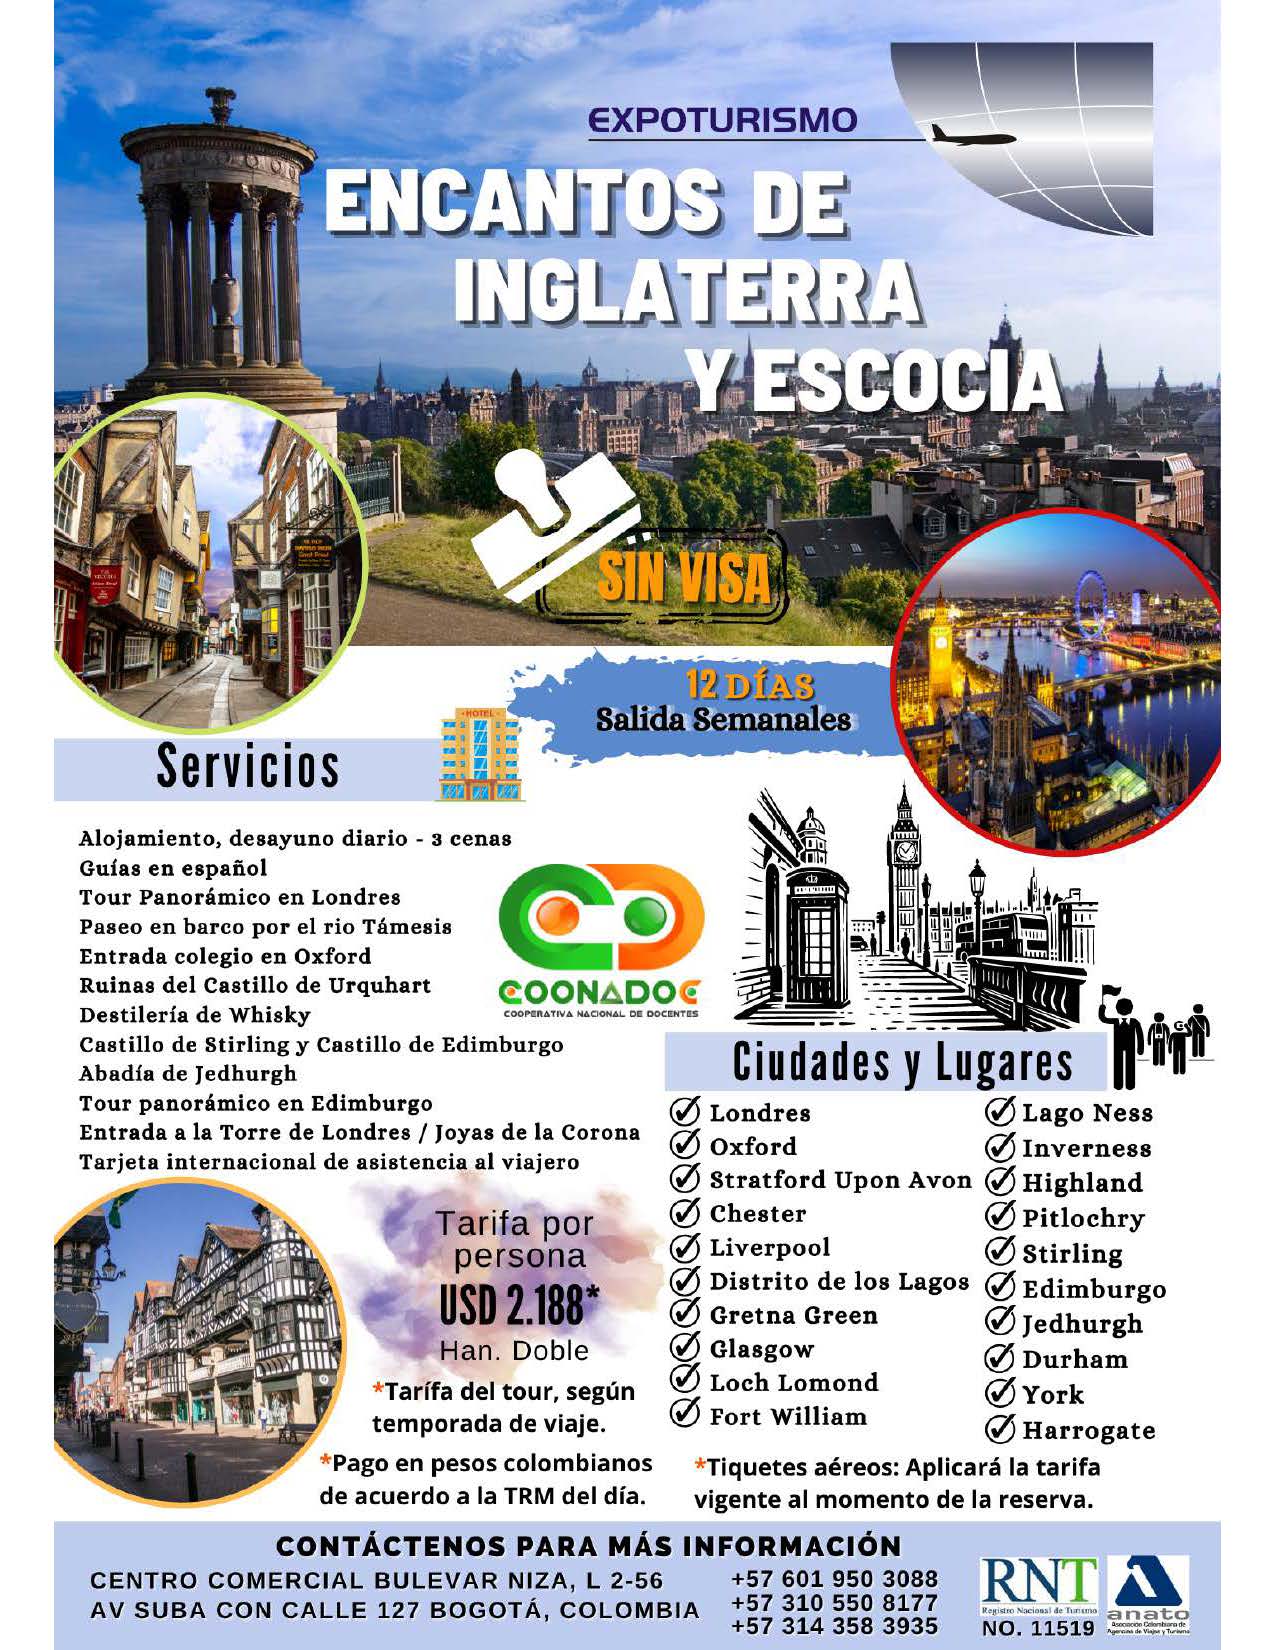 EXPOTURISMO
ENCANTOS DE
INGLATERRA
Y ESCOCIA
SIN VISA
12 DÍAS
Salida Semanales
HOTEL
Servicios
Alojamiento, desayuno diario - 3 cenas
Guías en español
Tour Panorámico en Londres
Paseo en barco por el rio Támesis
Entrada colegio en Oxford
Ruinas del Castillo de Urquhart
Destilería de Whisky
Castillo de Stirling y Castillo de Edimburgo
Abadía de Jedhurgh
Tour panorámico en Edimburgo
Entrada a la Torre de Londres / Joyas de la Corona
Tarjeta internacional de asistencia al viajero
COONADOC
COOPERATIVA NACIONAL DE DOCENTES
Tarifa por
persona
USD 2.188*
Han. Doble
*Tarífa del tour, según
temporada de viaje.
*Pago en pesos colombianos
de acuerdo a la TRM del día.
Ciudades y Lugares
Londres
Oxford
Stratford Upon Avon
Chester
Liverpool
Distrito de los Lagos
Gretna Green
Glasgow
Loch Lomond
Fort William
Lago Ness
Inverness
Highland
Pitlochry
Stirling
Edimburgo
Jedhurgh
Durham
York
Harrogate
*Tiquetes aéreos: Aplicará la tarifa
vigente al momento de la reserva.
CONTÁCTENOS PARA MÁS INFORMACIÓN
CENTRO COMERCIAL BULEVAR NIZA, L 2-56
AV SUBA CON CALLE 127 BOGOTÁ, COLOMBIA
+57 601 950 3088
+57 310 550 8177
+57 314 358 3935
RNT
Registro Nacional de Turismo
NO. 11519
anato
Asociación Colombiana de
Agencias de Viajes y Turismo